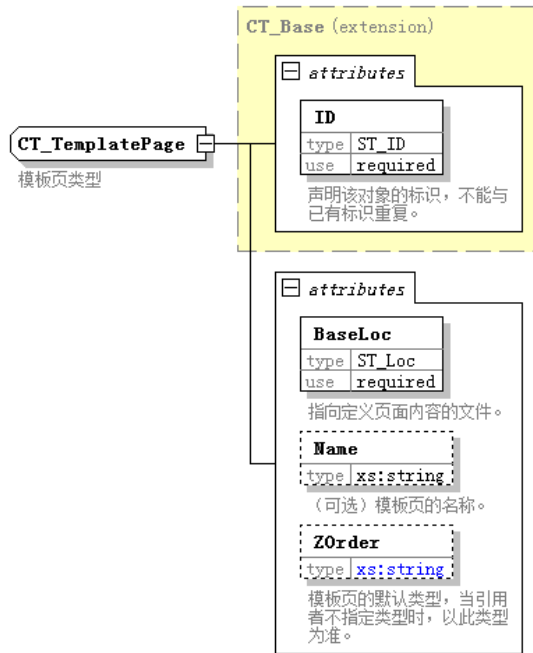 CT_Base (extension)
attributes
ID
type ST_ID
use required
声明该对象的标识，不能与
已有标识重复。
CT_TemplatePage
模板页类型
attributes
BaseLoc
type ST_Loc
use required
指向定义页面内容的文件。
Name
type xs:string
（可选）模板页的名称。
ZOrder
type xs:string
模板页的默认类型，当引用
者不指定类型时，以此类型
为准。